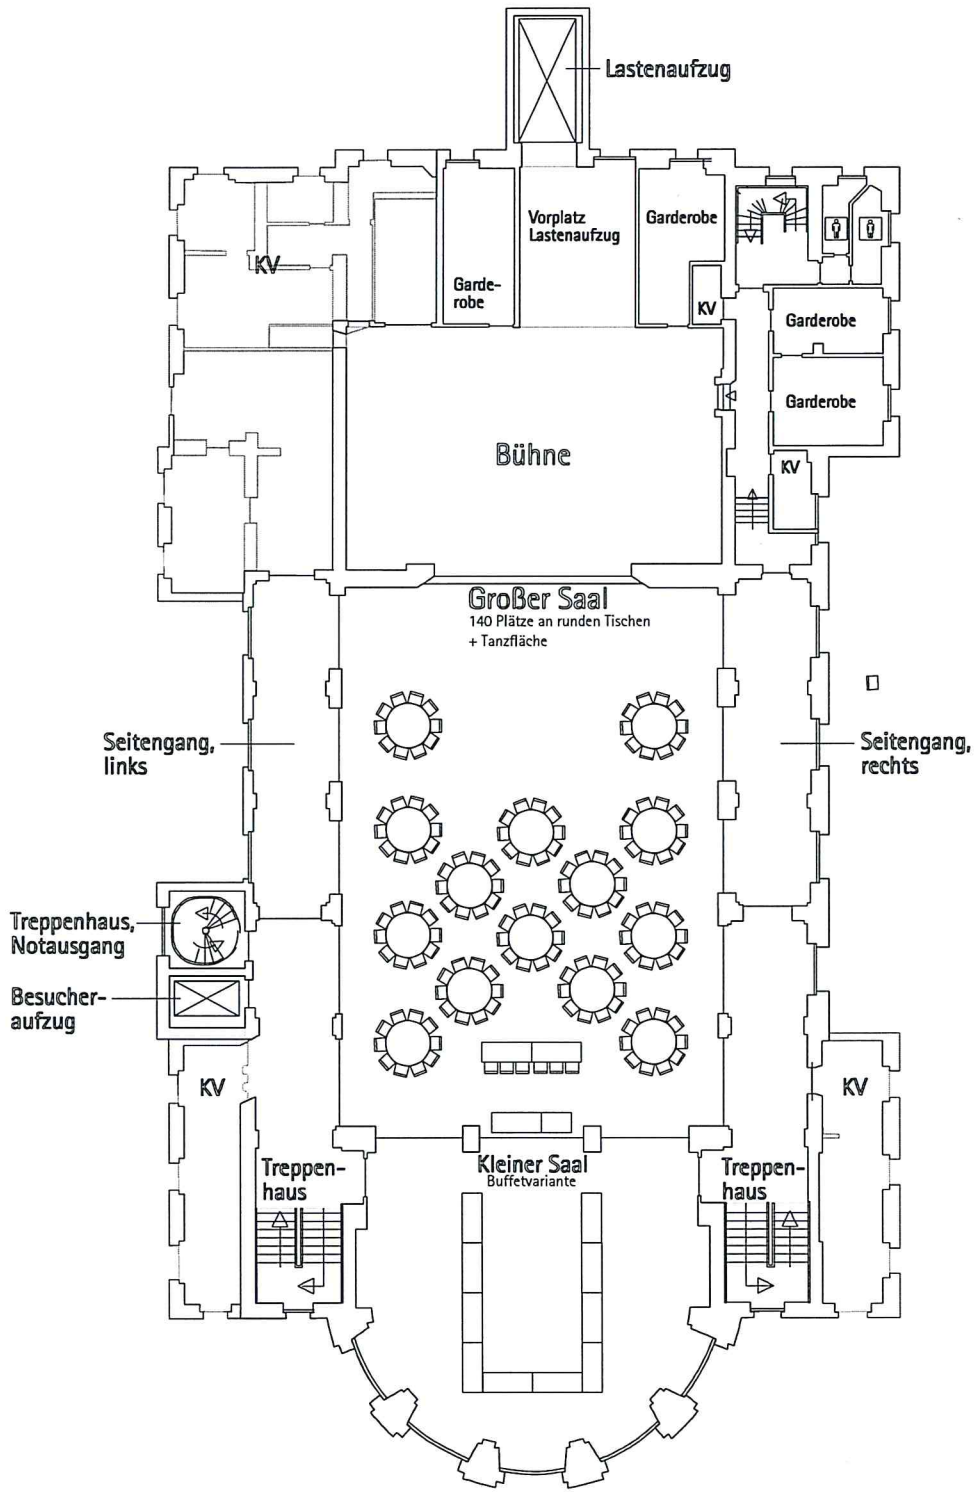 Lastenaufzug
Vorplatz
Lastenaufzug
Garderobe
KV
Garde-
robe
KV
Garderobe
Garderobe
Bühne
KV
Großer Saal
140 Plätze an runden Tischen
+ Tanzfläche
Seitengang,
links
Seitengang,
rechts
Treppenhaus,
Notausgang
Besucher-
aufzug
KV
KV
Treppen-
haus
Kleiner Saal
Buffetvariante
Treppen-
haus